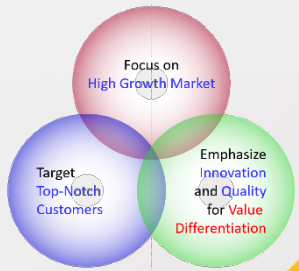 Focus on
High Growth Market
Target
Top-Notch
Customers
Emphasize
Innovation
and Quality
for Value
Differentiation